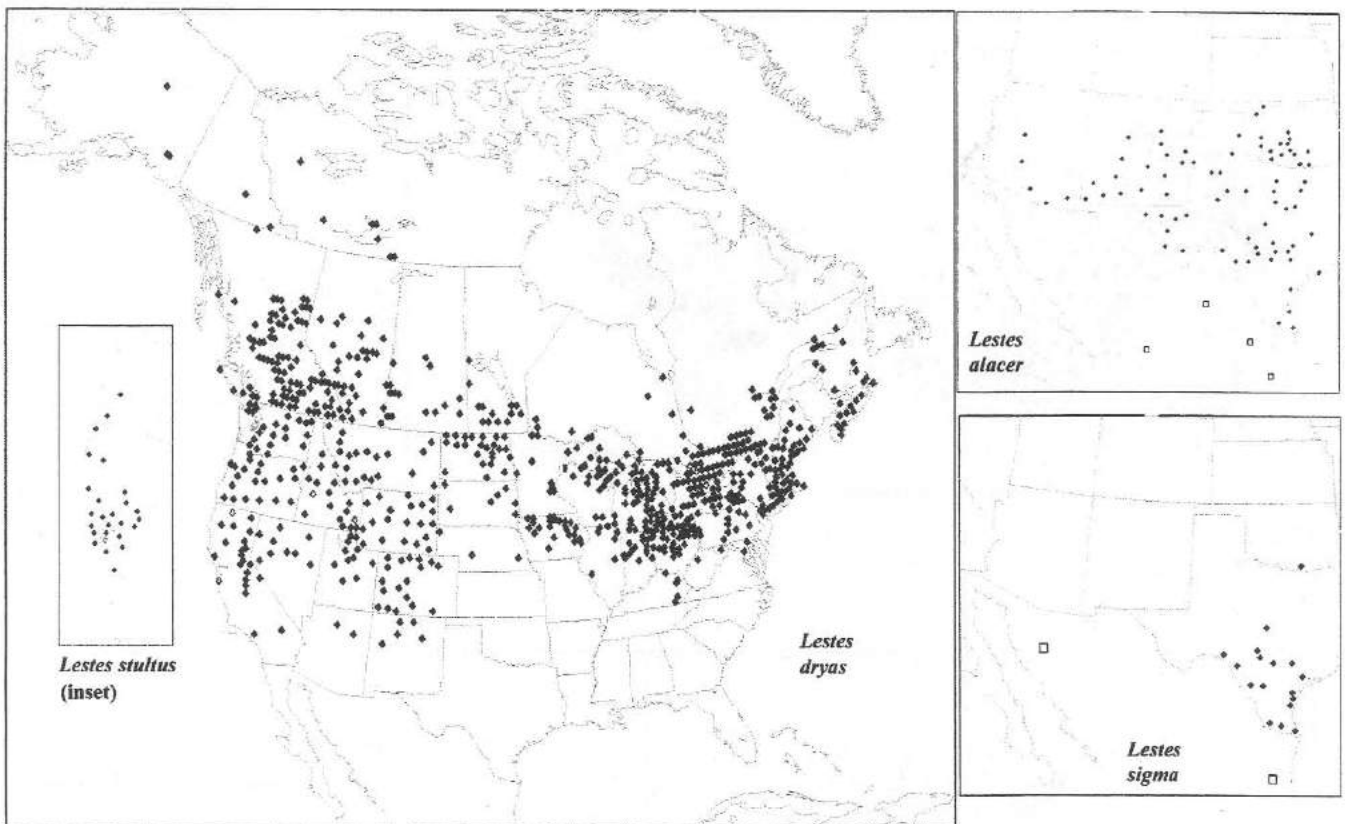 Lestes stultus
(inset)
Lestes
dryas
Lestes
alacer
Lestes
sigma